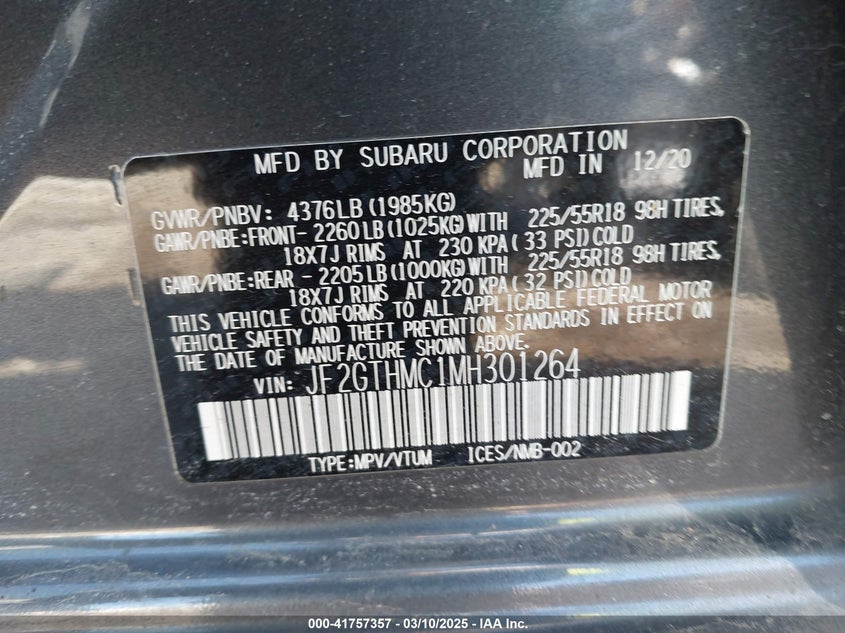 MFD BY SUBARU CORPORATION
MFD IN 12/20
GVWR/PNBV: 4376LB(1985KG)
GAWR/PNBE:FRONT- 2260LB(1025KG)WITH 225/55R18 98H TIRES,
18X7J RIMS AT 230 KPA( 33 PSI)COLD
GAWR/PNBE:REAR - 2205LB(1000KG)WITH 225/55R18 98H TIRES,
18X7J RIMS AT 220 KPA( 32 PSI)COLD
THIS VEHICLE CONFORMS TO ALL APPLICABLE FEDERAL MOTOR
VEHICLE SAFETY AND THEFT PREVENTION STANDARDS IN EFFECT ON
THE DATE OF MANUFACTURE SHOWN ABOVE.
VIN: JF2GTHMC1MH301264
TYPE:MPV/VTUM ICES/NMB-002
000-41757357 — 03/10/2025 — IAA, Inc.